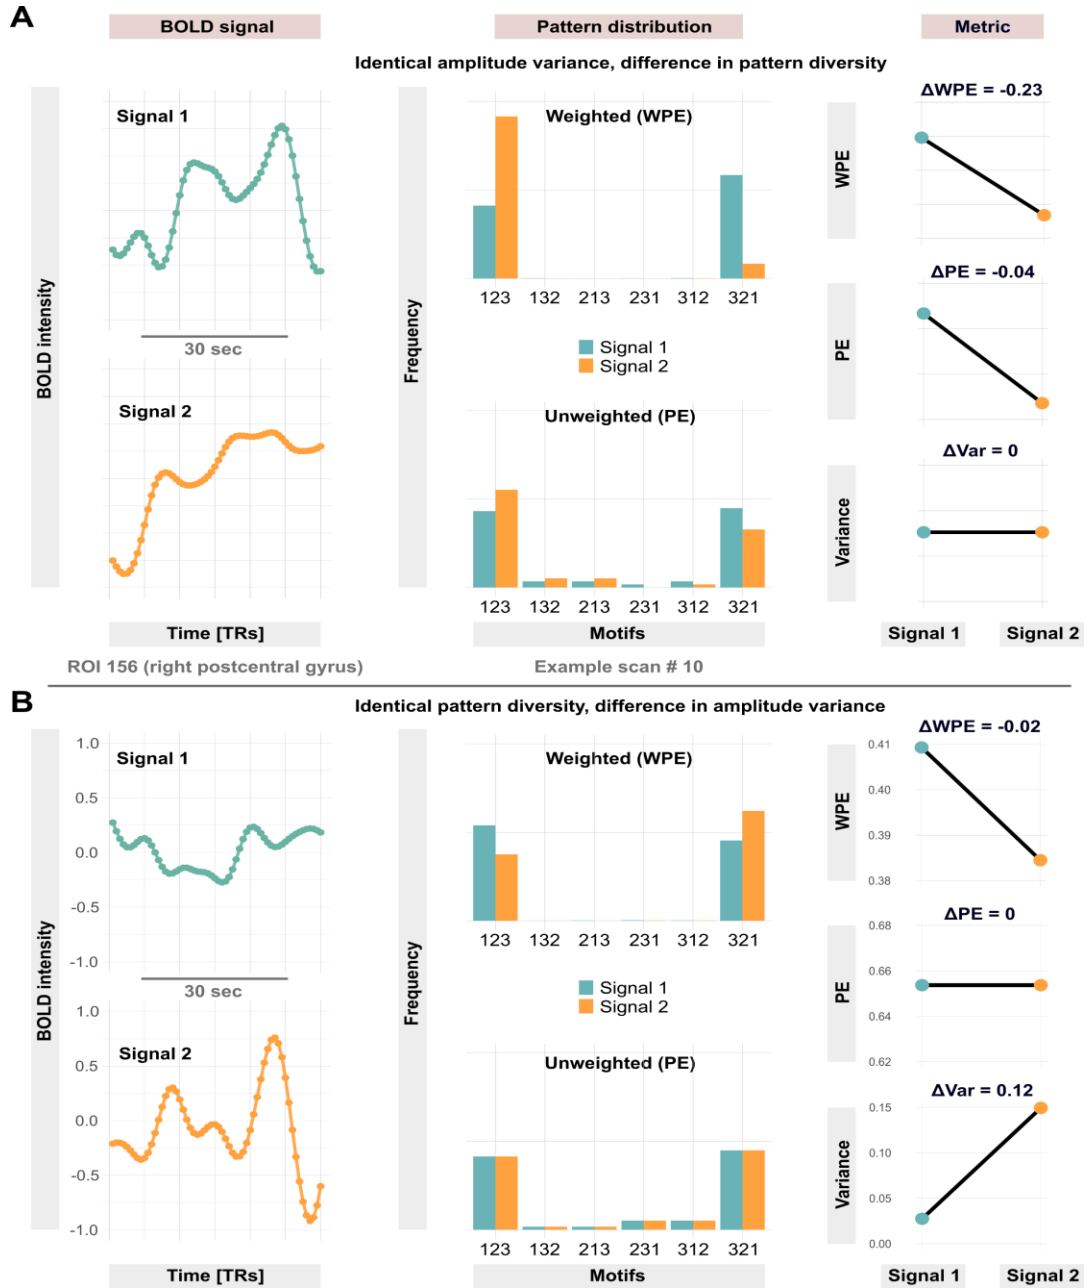 A
BOLD signal
Pattern distribution
Metric
Identical amplitude variance, difference in pattern diversity
BOLD intensity
Signal 1
30 sec
Signal 2
Time [TRs]
Frequency
Weighted (WPE)
123 132 213 231 312 321
Signal 1
Signal 2
Unweighted (PE)
123 132 213 231 312 321
Motifs
ΔWPE = -0.23
WPE
ΔPE = -0.04
PE
ΔVar = 0
Variance
Signal 1 Signal 2
ROI 156 (right postcentral gyrus)
Example scan # 10
B
Identical pattern diversity, difference in amplitude variance
BOLD intensity
1.0
0.5
0.0
-0.5
-1.0
Signal 1
30 sec
1.0
0.5
0.0
-0.5
-1.0
Signal 2
Time [TRs]
Frequency
Weighted (WPE)
123 132 213 231 312 321
Signal 1
Signal 2
Unweighted (PE)
123 132 213 231 312 321
Motifs
ΔWPE = -0.02
WPE
0.41
0.40
0.39
0.38
ΔPE = 0
PE
0.68
0.66
0.64
0.62
ΔVar = 0.12
Variance
0.15
0.10
0.05
0.00
Signal 1 Signal 2